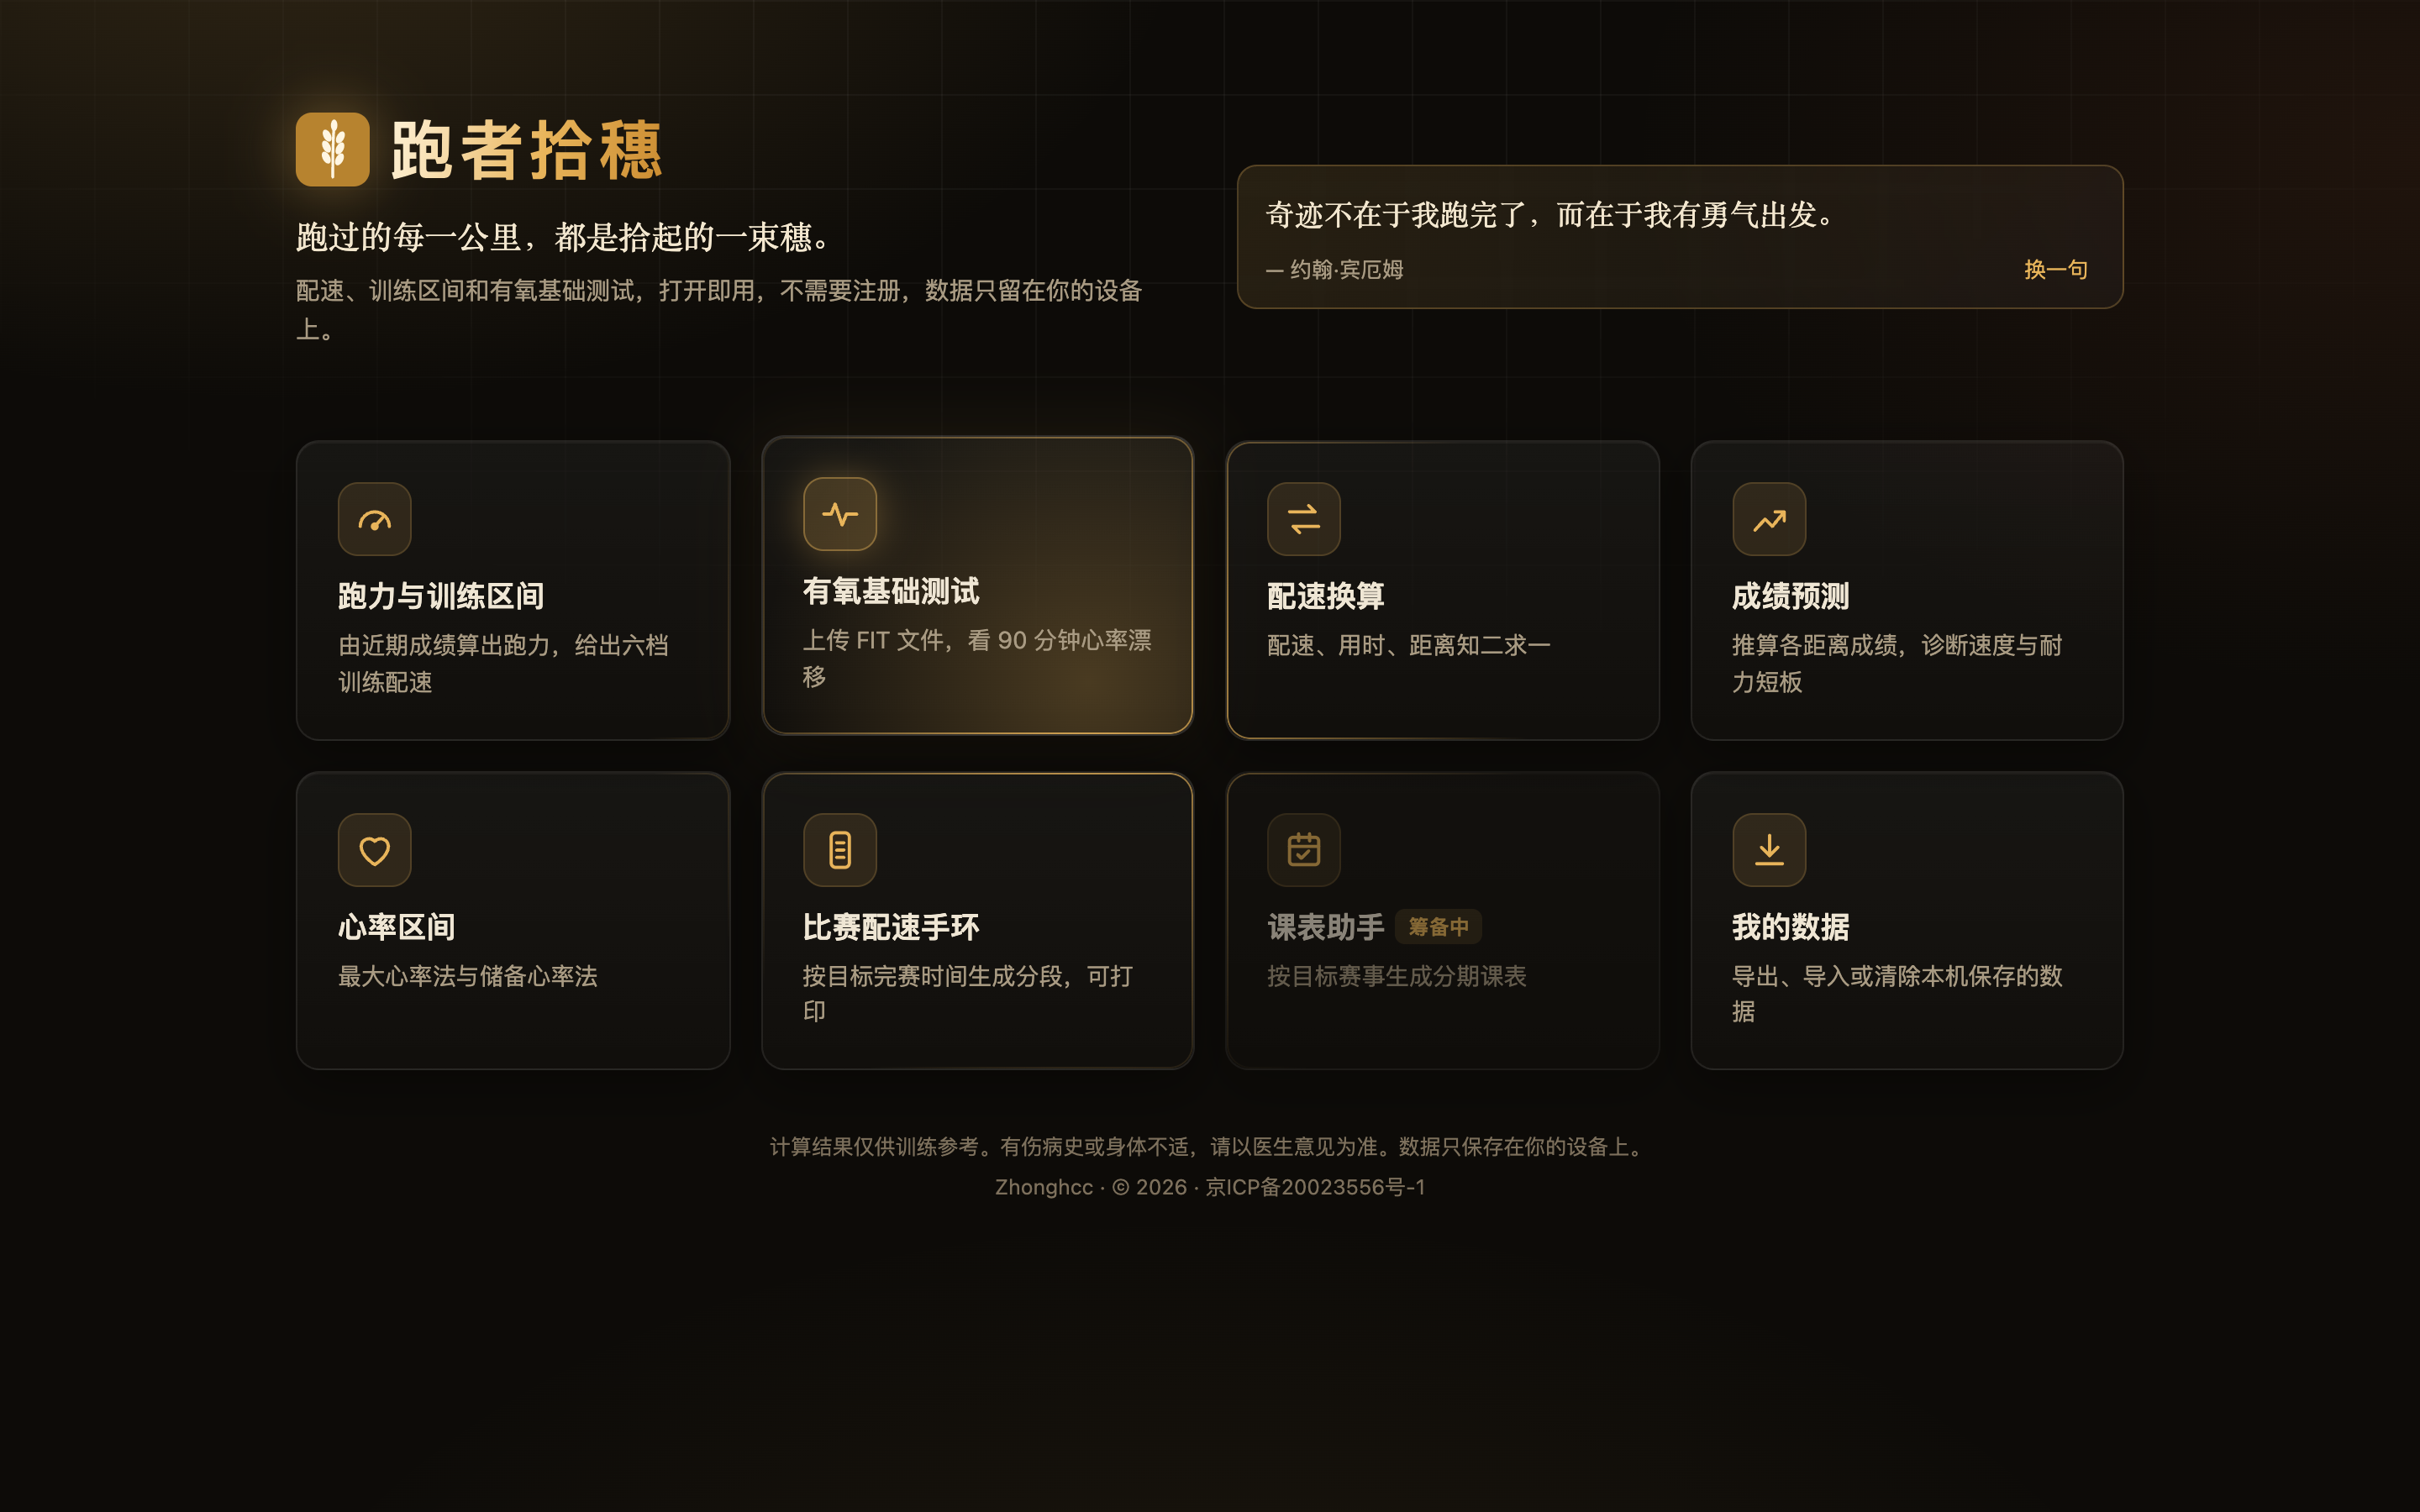 跑者拾穗
跑过的每一公里，都是拾起的一束穗。
配速、训练区间和有氧基础测试，打开即用，不需要注册，数据只留在你的设备
上。
奇迹不在于我跑完了，而在于我有勇气出发。
— 约翰·宾厄姆
换一句
跑力与训练区间
由近期成绩算出跑力，给出六档
训练配速
有氧基础测试
上传 FIT 文件，看 90 分钟心率漂
移
配速换算
配速、用时、距离知二求一
成绩预测
推算各距离成绩，诊断速度与耐
力短板
心率区间
最大心率法与储备心率法
比赛配速手环
按目标完赛时间生成分段，可打
印
课表助手 筹备中
按目标赛事生成分期课表
我的数据
导出、导入或清除本机保存的数
据
计算结果仅供训练参考。有伤病史或身体不适，请以医生意见为准。数据只保存在你的设备上。
Zhonghcc · © 2026 · 京ICP备20023556号-1